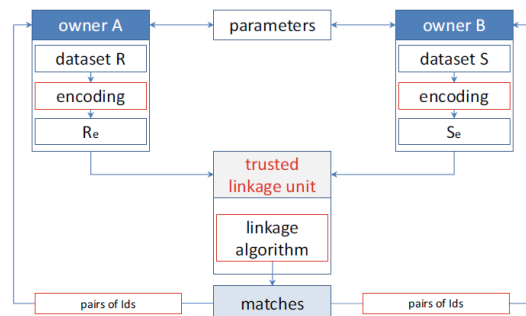 owner A
parameters
owner B
dataset R
dataset S
encoding
encoding
Re
Se
trusted
linkage unit
linkage
algorithm
pairs of Ids
matches
pairs of Ids